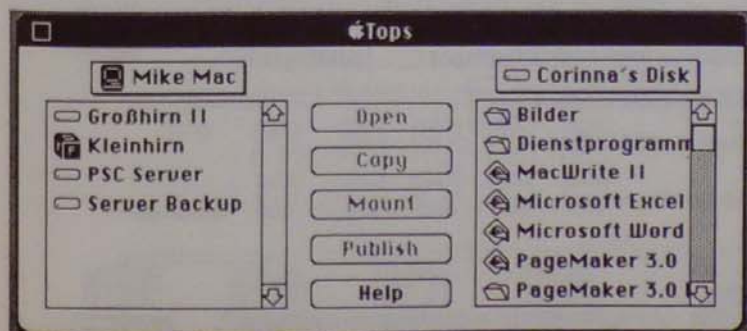 Tops
Mike Mac
Großhirn II
Kleinhirn
PSC Server
Server Backup
Open
Copy
Mount
Publish
Help
Corinna's Disk
Bilder
Dienstprogramm
MacWrite II
Microsoft Excel
Microsoft Word
PageMaker 3.0
PageMaker 3.0